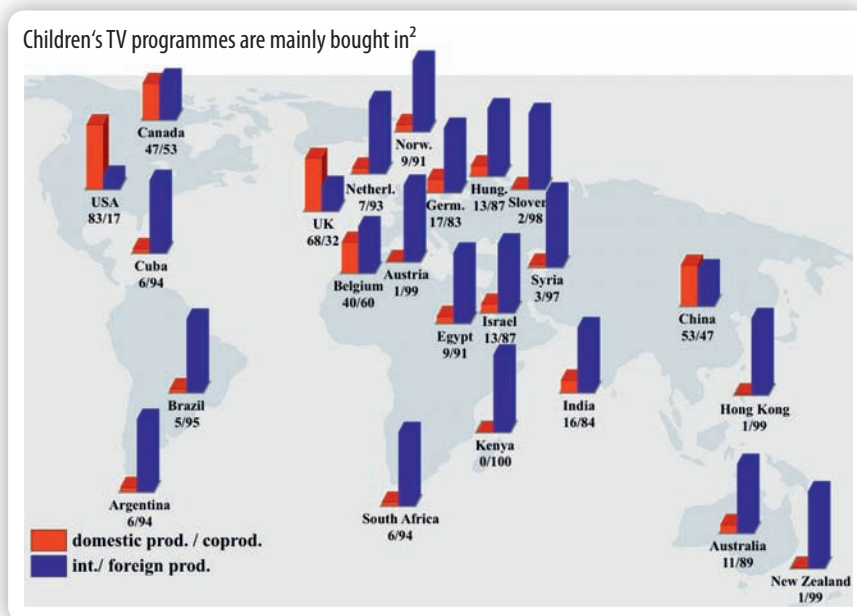 Children's TV programmes are mainly bought in²
Canada
47/53
USA
83/17
Cuba
6/94
Brazil
5/95
Argentina
6/94
Norw.
9/91
Netherl.
7/93
UK
68/32
Germ.
17/83
Hung.
13/87
Sloven.
2/98
Belgium
40/60
Austria
1/99
Syria
3/97
Egypt
9/91
Israel
13/87
Kenya
0/100
South Africa
6/94
India
16/84
China
53/47
Hong Kong
1/99
Australia
11/89
New Zealand
1/99
domestic prod. / coprod.
int./ foreign prod.